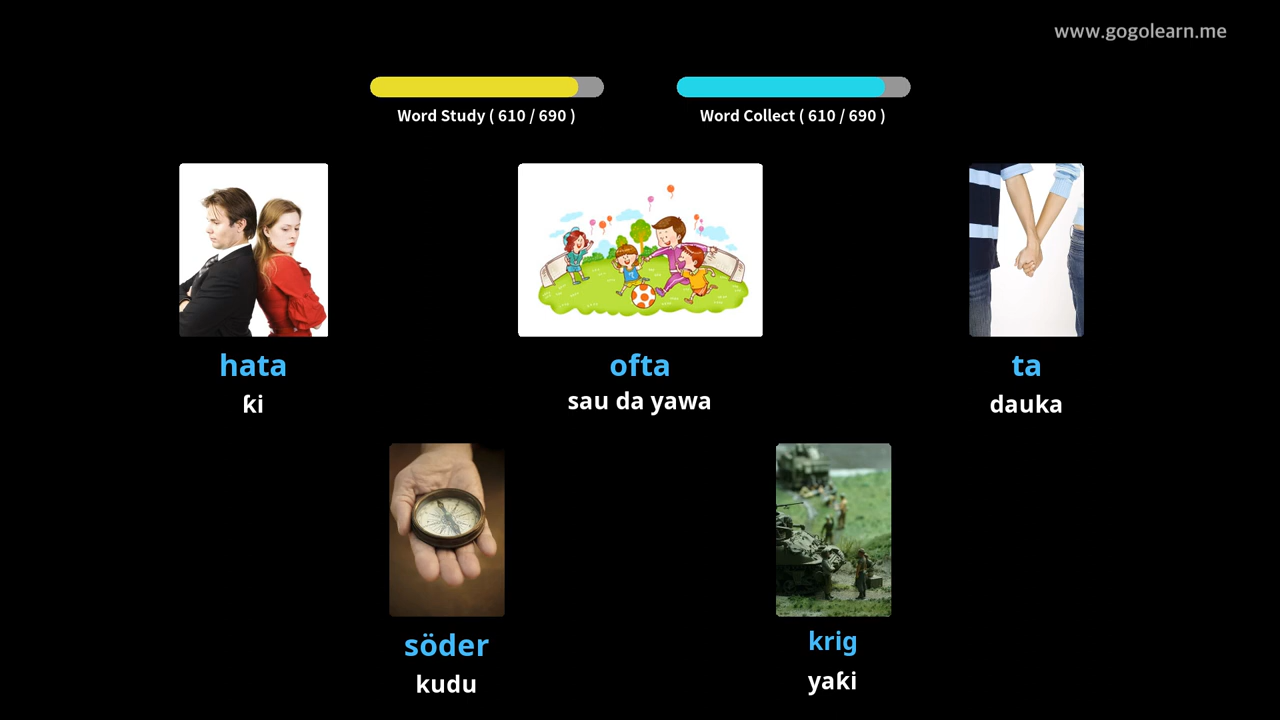 www.gogolearn.me
Word Study ( 610 / 690 )
Word Collect ( 610 / 690 )
hata
ƙi
ofta
sau da yawa
ta
dauka
söder
kudu
krig
yaƙi